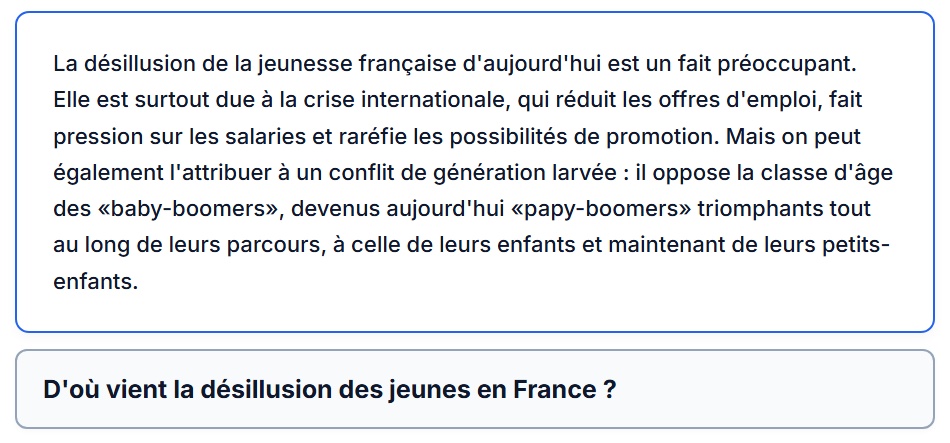 La désillusion de la jeunesse française d'aujourd'hui est un fait préoccupant.
Elle est surtout due à la crise internationale, qui réduit les offres d'emploi, fait
pression sur les salaries et raréfie les possibilités de promotion. Mais on peut
également l'attribuer à un conflit de génération larvée : il oppose la classe d'âge
des «baby-boomers», devenus aujourd'hui «papy-boomers» triomphants tout
au long de leurs parcours, à celle de leurs enfants et maintenant de leurs petits-
enfants.
D'où vient la désillusion des jeunes en France ?